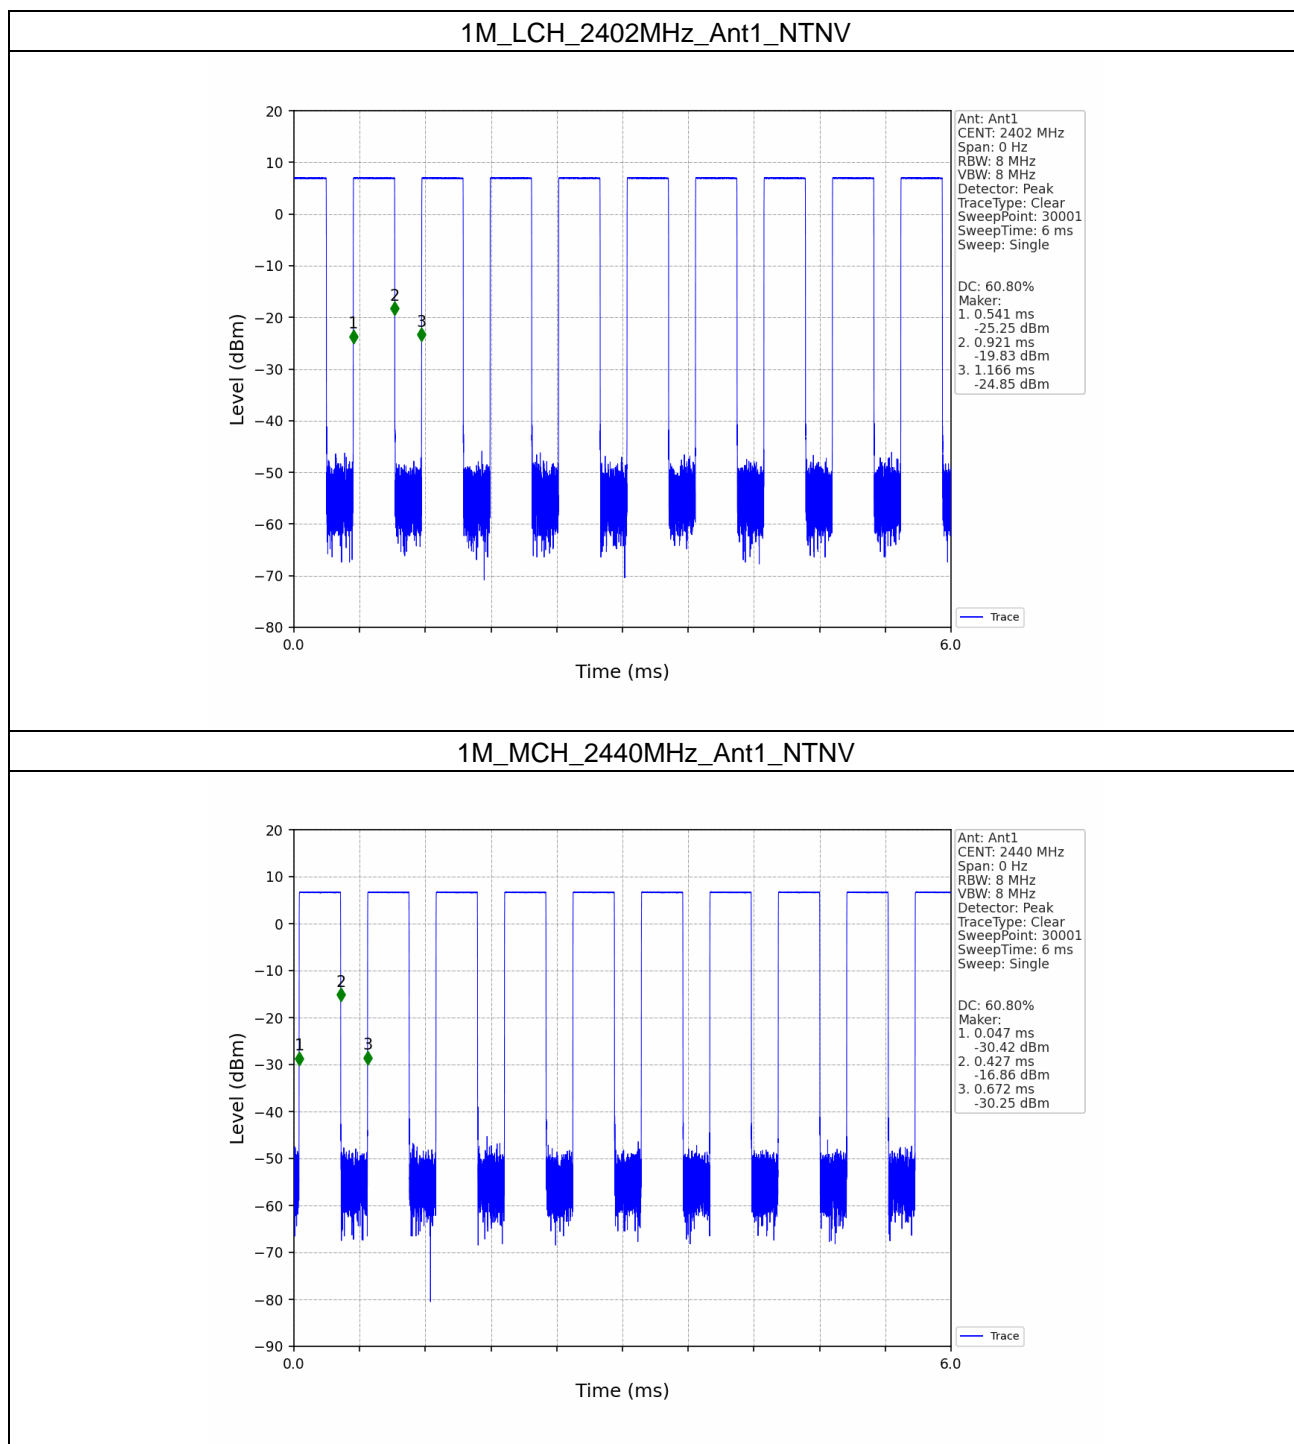 1M_LCH_2402MHz_Ant1_NTNV
20
10
0
−10
−20
−30
−40
−50
−60
−70
−80
Level (dBm)
1
2
3
0.0
6.0
Time (ms)
Ant: Ant1
CENT: 2402 MHz
Span: 0 Hz
RBW: 8 MHz
VBW: 8 MHz
Detector: Peak
TraceType: Clear
SweepPoint: 30001
SweepTime: 6 ms
Sweep: Single
DC: 60.80%
Maker:
1. 0.541 ms
-25.25 dBm
2. 0.921 ms
-19.83 dBm
3. 1.166 ms
-24.85 dBm
Trace
1M_MCH_2440MHz_Ant1_NTNV
20
10
0
−10
−20
−30
−40
−50
−60
−70
−80
−90
Level (dBm)
1
2
3
0.0
6.0
Time (ms)
Ant: Ant1
CENT: 2440 MHz
Span: 0 Hz
RBW: 8 MHz
VBW: 8 MHz
Detector: Peak
TraceType: Clear
SweepPoint: 30001
SweepTime: 6 ms
Sweep: Single
DC: 60.80%
Maker:
1. 0.047 ms
-30.42 dBm
2. 0.427 ms
-16.86 dBm
3. 0.672 ms
-30.25 dBm
Trace